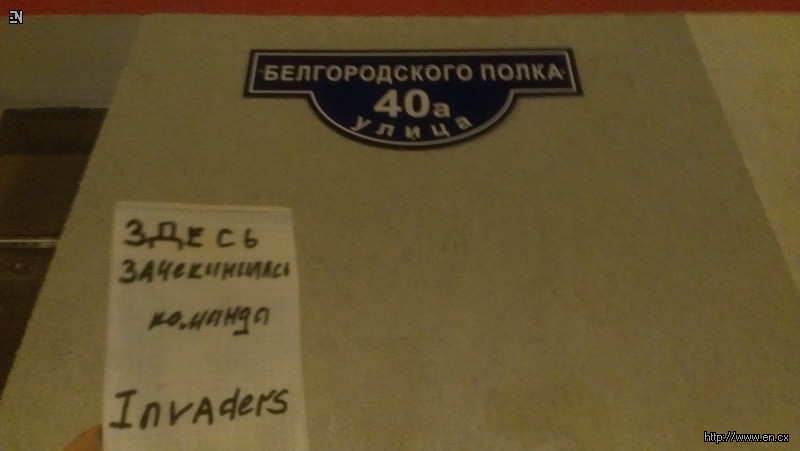 EN
БЕЛГОРОДСКОГО ПОЛКА
40а
улица
ЗДЕСЬ
ЗАчекинилась
команда
InvAders
http://www.en.cx